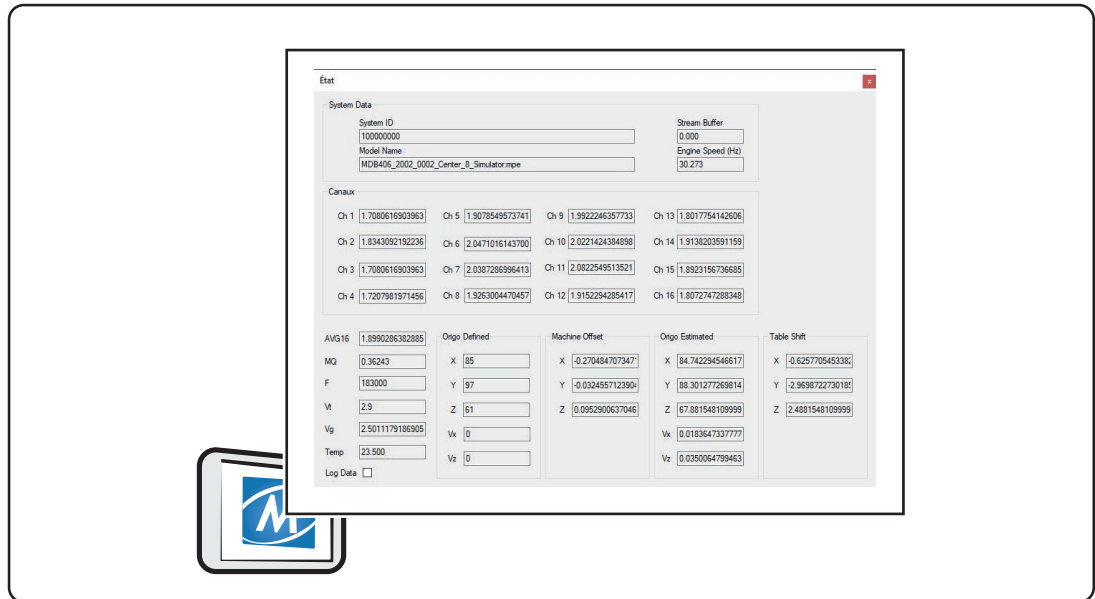 État
x
System Data
System ID
Stream Buffer
100000000
0.000
Model Name
Engine Speed (Hz)
MDB406_2002_0002_Center_8_Simulator.mpe
30.273
Canaux
Ch 1 1.7080616903963 Ch 5 1.9078549573741 Ch 9 1.9922246357733 Ch 13 1.8017754142606
Ch 2 1.8343092192236 Ch 6 2.0471016143700 Ch 10 2.0221424384898 Ch 14 1.9138203591159
Ch 3 1.7080616903963 Ch 7 2.0387286996413 Ch 11 2.0822549513521 Ch 15 1.8923156736685
Ch 4 1.7207981971456 Ch 8 1.9263004470457 Ch 12 1.9152294285417 Ch 16 1.8072747288348
AVG16 1.8990286382885
MQ 0.36243
F 183000
Vt 2.9
Vg 2.5011179186905
Temp 23.500
Log Data
Origo Defined
X 85
Y 97
Z 61
Vx 0
Vz 0
Machine Offset
X -0.270484707347
Y -0.032455712390
Z 0.0952900637046
Origo Estimated
X 84.742294546617
Y 88.301277269814
Z 67.881548109999
Vx 0.0183647337777
Vz 0.0350064799463
Table Shift
X -0.625770545338
Y -2.969872273018
Z 2.4881548109999
M